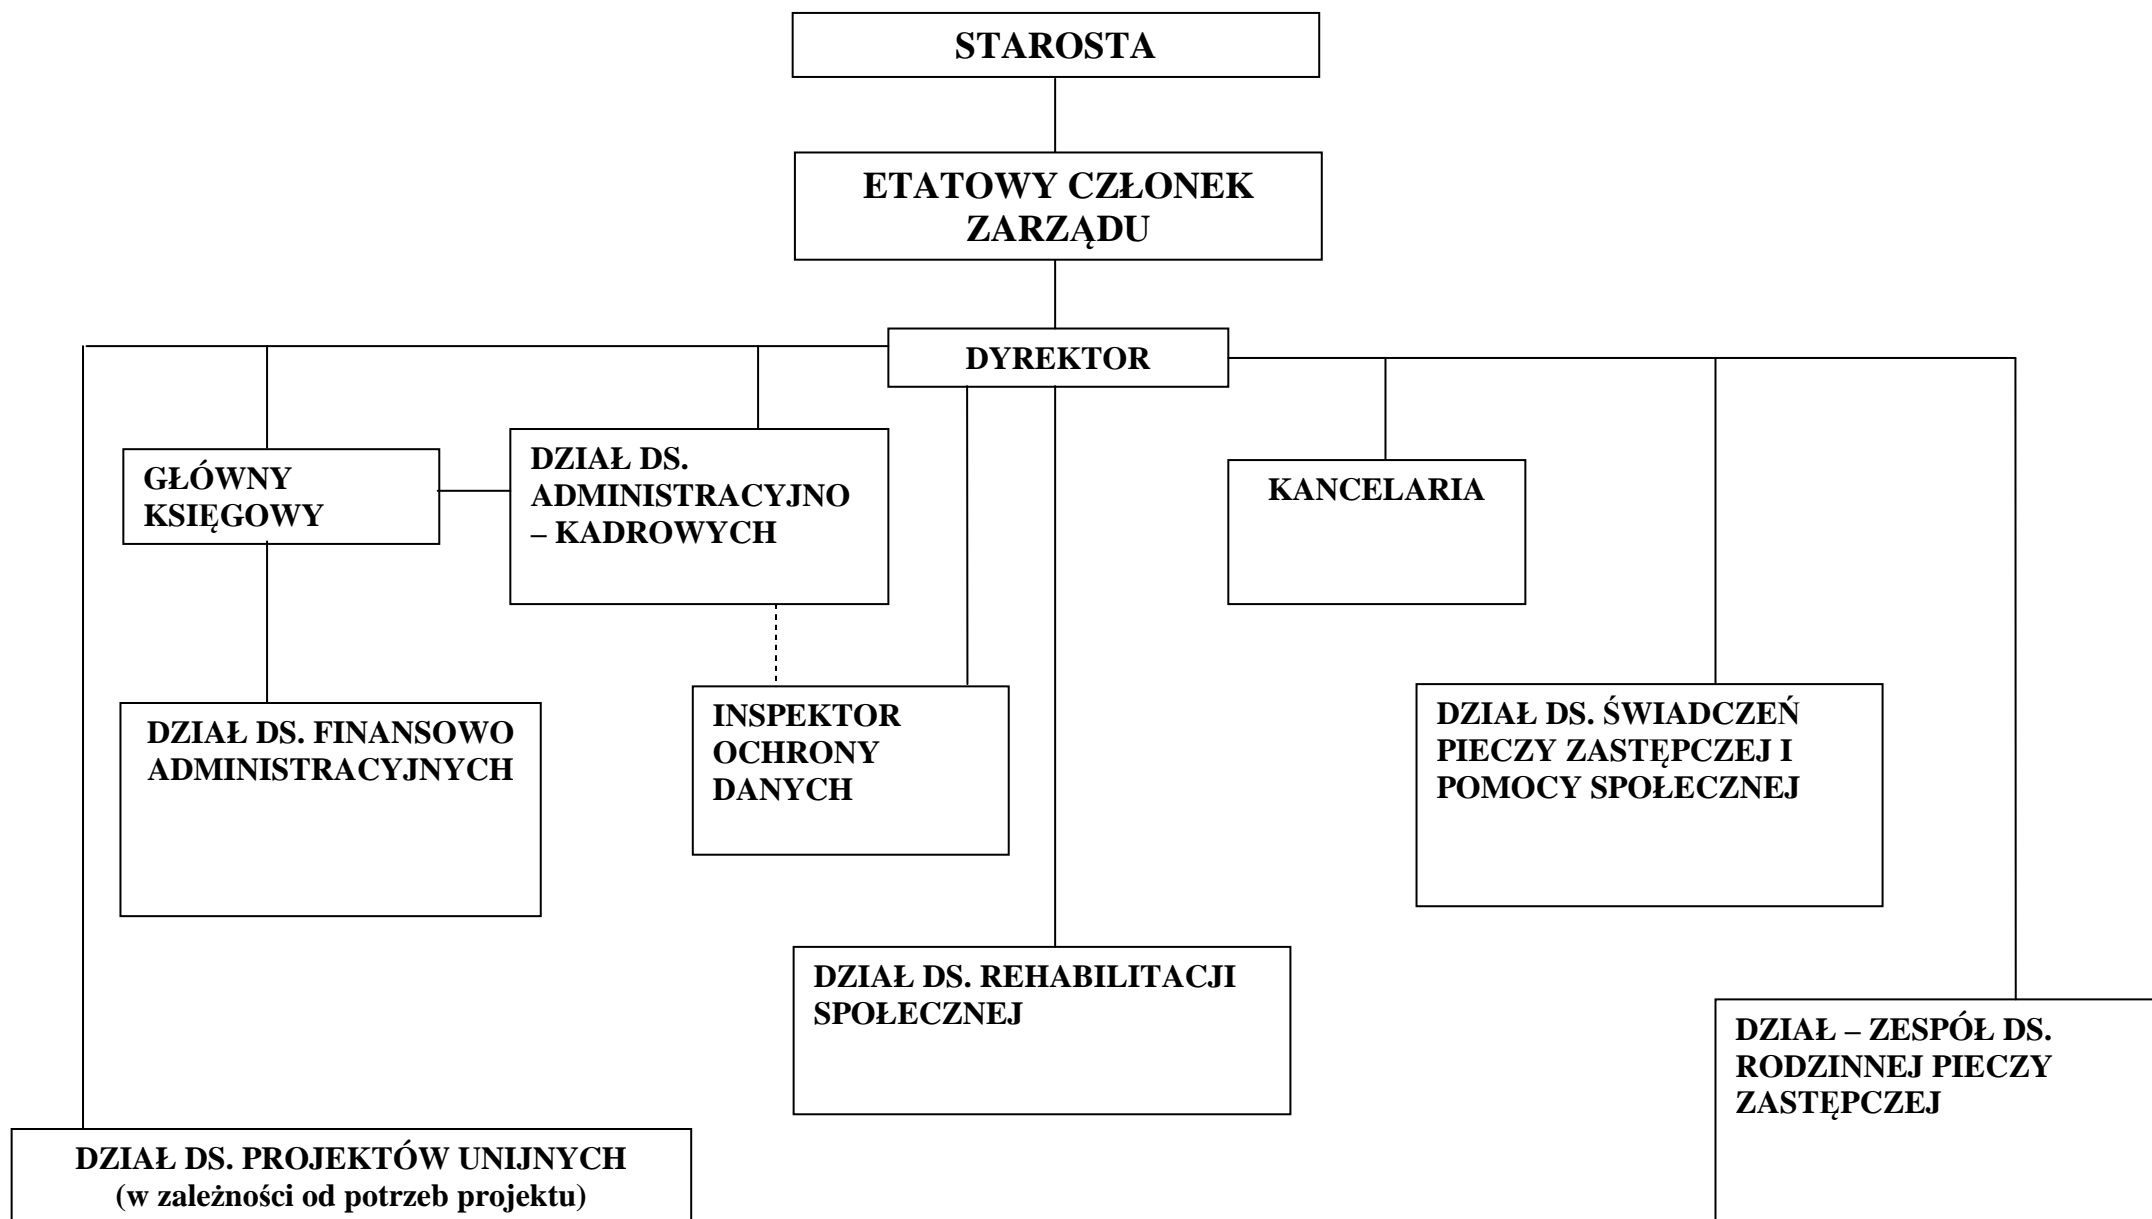 STAROSTA
ETATOWY CZŁONEK
ZARZĄDU
DYREKTOR
GŁÓWNY
KSIĘGOWY
DZIAŁ DS.
ADMINISTRACYJNO
– KADROWYCH
KANCELARIA
DZIAŁ DS. FINANSOWO
ADMINISTRACYJNYCH
INSPEKTOR
OCHRONY
DANYCH
DZIAŁ DS. ŚWIADCZEŃ
PIECZY ZASTĘPCZEJ I
POMOCY SPOŁECZNEJ
DZIAŁ DS. REHABILITACJI
SPOŁECZNEJ
DZIAŁ – ZESPÓŁ DS.
RODZINNEJ PIECZY
ZASTĘPCZEJ
DZIAŁ DS. PROJEKTÓW UNIJNYCH
(w zależności od potrzeb projektu)